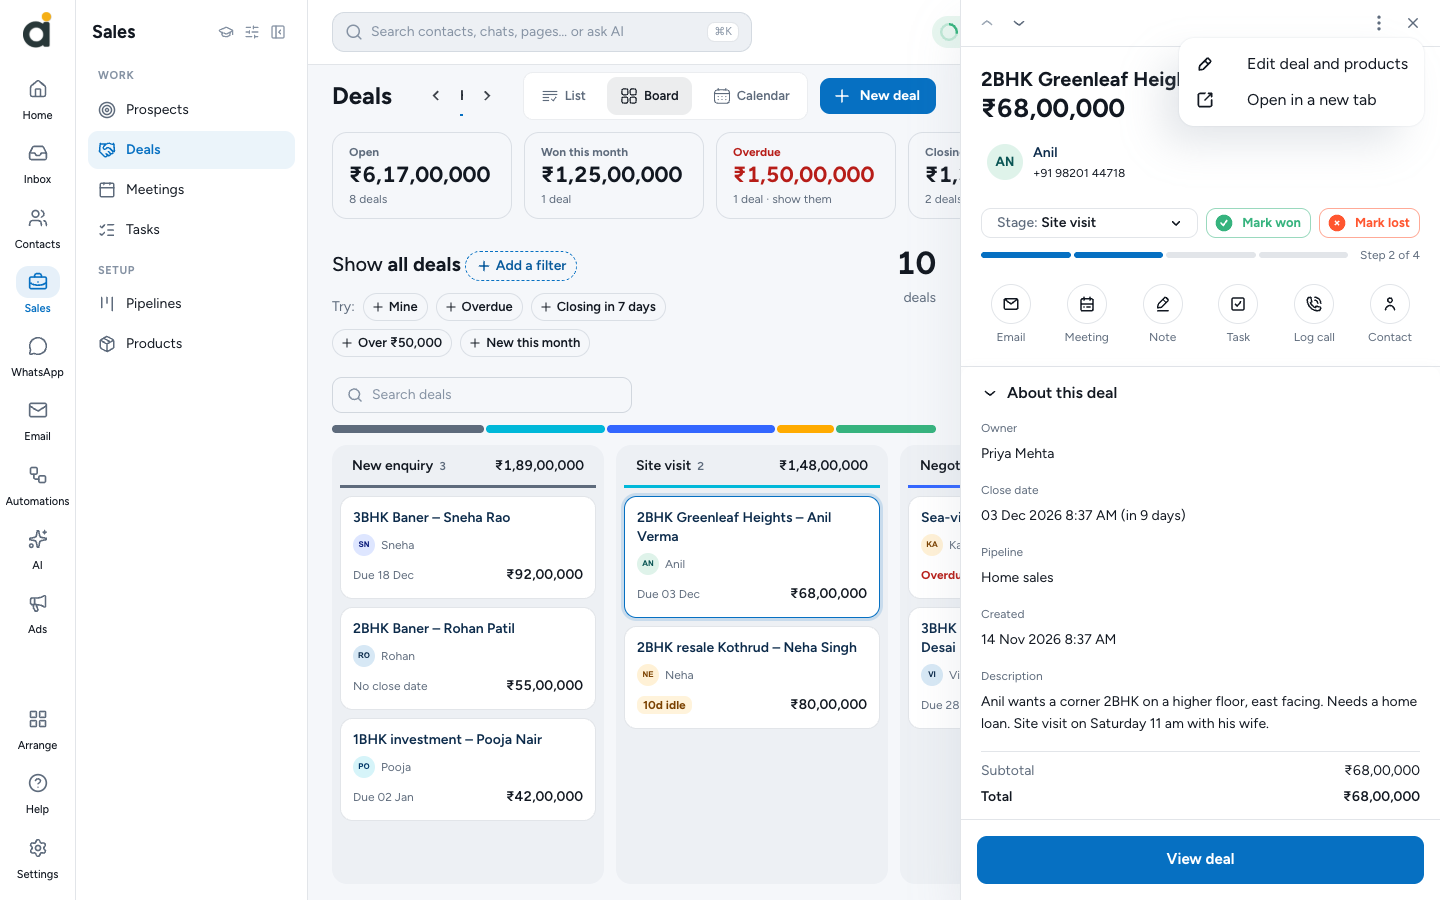 Home
Inbox
Contacts
Sales
WhatsApp
Email
Automations
AI
Ads
Arrange
Help
Settings
Sales
WORK
Prospects
Deals
Meetings
Tasks
SETUP
Pipelines
Products
Search contacts, chats, pages... or ask AI
⌘K
Deals
List
Board
Calendar
New deal
Open
₹6,17,00,000
8 deals
Won this month
₹1,25,00,000
1 deal
Overdue
₹1,50,00,000
1 deal · show them
2 deals
Show all deals
Add a filter
10
deals
Try:
Mine
Overdue
Closing in 7 days
Over ₹50,000
New this month
Search deals
New enquiry 3
₹1,89,00,000
3BHK Baner – Sneha Rao
SN Sneha
Due 18 Dec
₹92,00,000
2BHK Baner – Rohan Patil
RO Rohan
No close date
₹55,00,000
1BHK investment – Pooja Nair
PO Pooja
Due 02 Jan
₹42,00,000
Site visit 2
₹1,48,00,000
2BHK Greenleaf Heights – Anil
Verma
AN Anil
Due 03 Dec
₹68,00,000
2BHK resale Kothrud – Neha Singh
NE Neha
10d idle
₹80,00,000
KA
3BHK
Desai
VI
Due 28
2BHK Greenleaf
₹68,00,000
Edit deal and products
Open in a new tab
AN
Anil
+91 98201 44718
Stage: Site visit
Mark won
Mark lost
Step 2 of 4
Email
Meeting
Note
Task
Log call
Contact
About this deal
Owner
Priya Mehta
Close date
03 Dec 2026 8:37 AM (in 9 days)
Pipeline
Home sales
Created
14 Nov 2026 8:37 AM
Description
Anil wants a corner 2BHK on a higher floor, east facing. Needs a home
loan. Site visit on Saturday 11 am with his wife.
Subtotal
₹68,00,000
Total
₹68,00,000
View deal